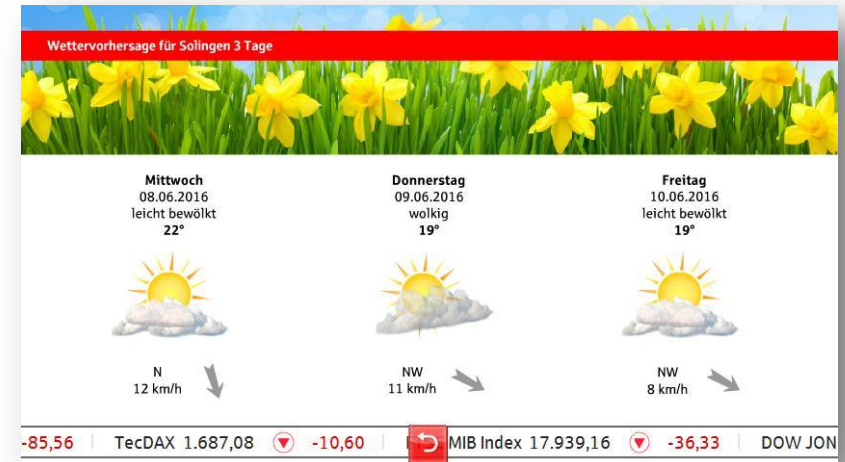 Wettervorhersage für Solingen 3 Tage
Mittwoch
08.06.2016
leicht bewölkt
22°
N
12 km/h
Donnerstag
09.06.2016
wolkig
19°
NW
11 km/h
Freitag
10.06.2016
leicht bewölkt
19°
NW
8 km/h
-85,56 TecDAX 1.687,08 -10,60 MIB Index 17.939,16 -36,33 DOW JON